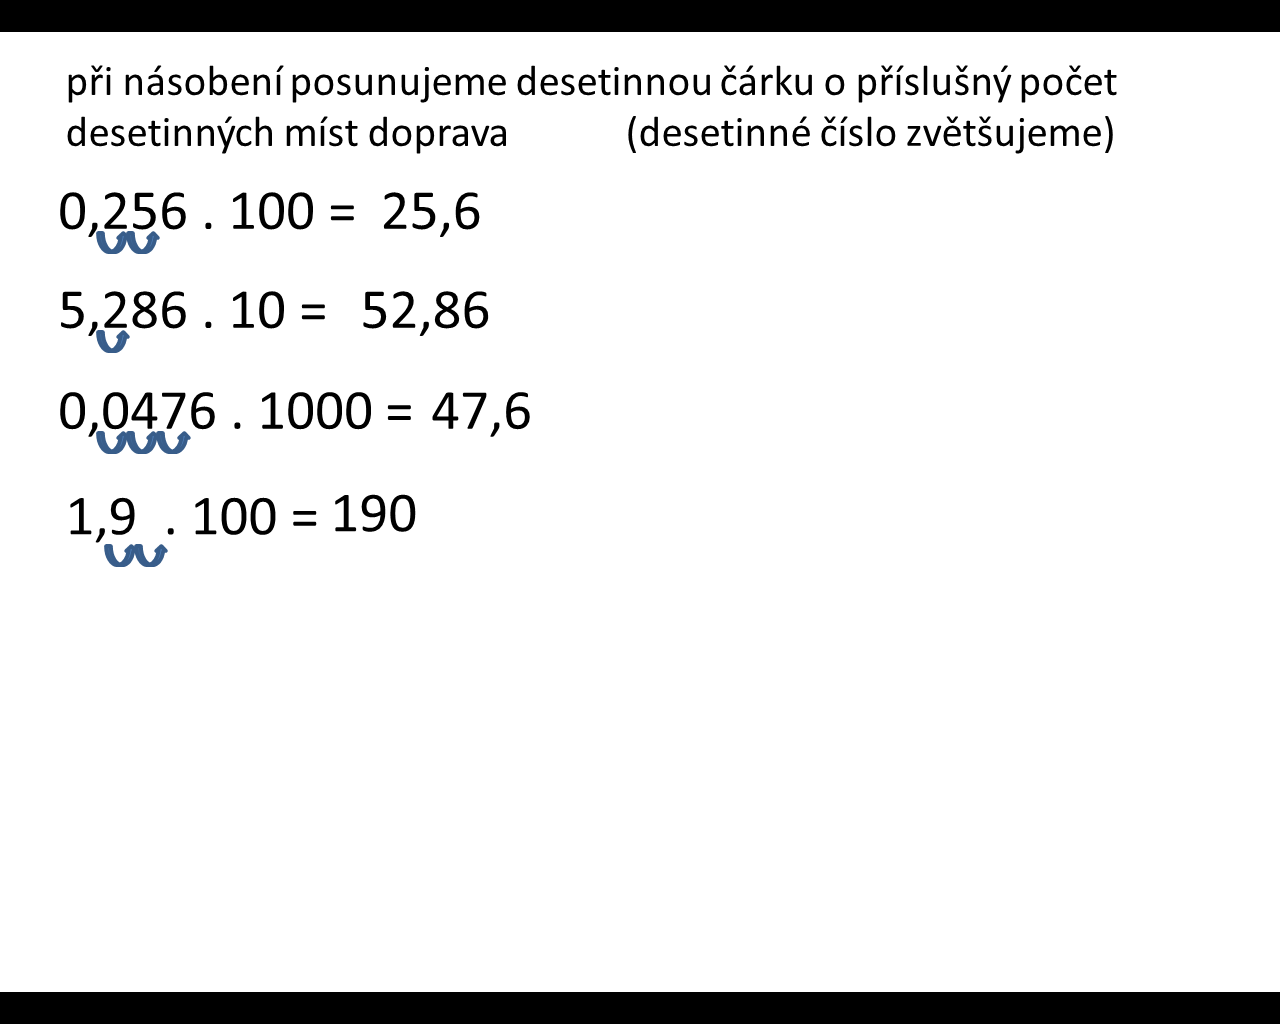 při násobení posunujeme desetinnou čárku o příslušný počet
desetinných míst doprava (desetinné číslo zvětšujeme)
0,256 . 100 = 25,6
5,286 . 10 = 52,86
0,0476 . 1000 = 47,6
1,9 . 100 = 190